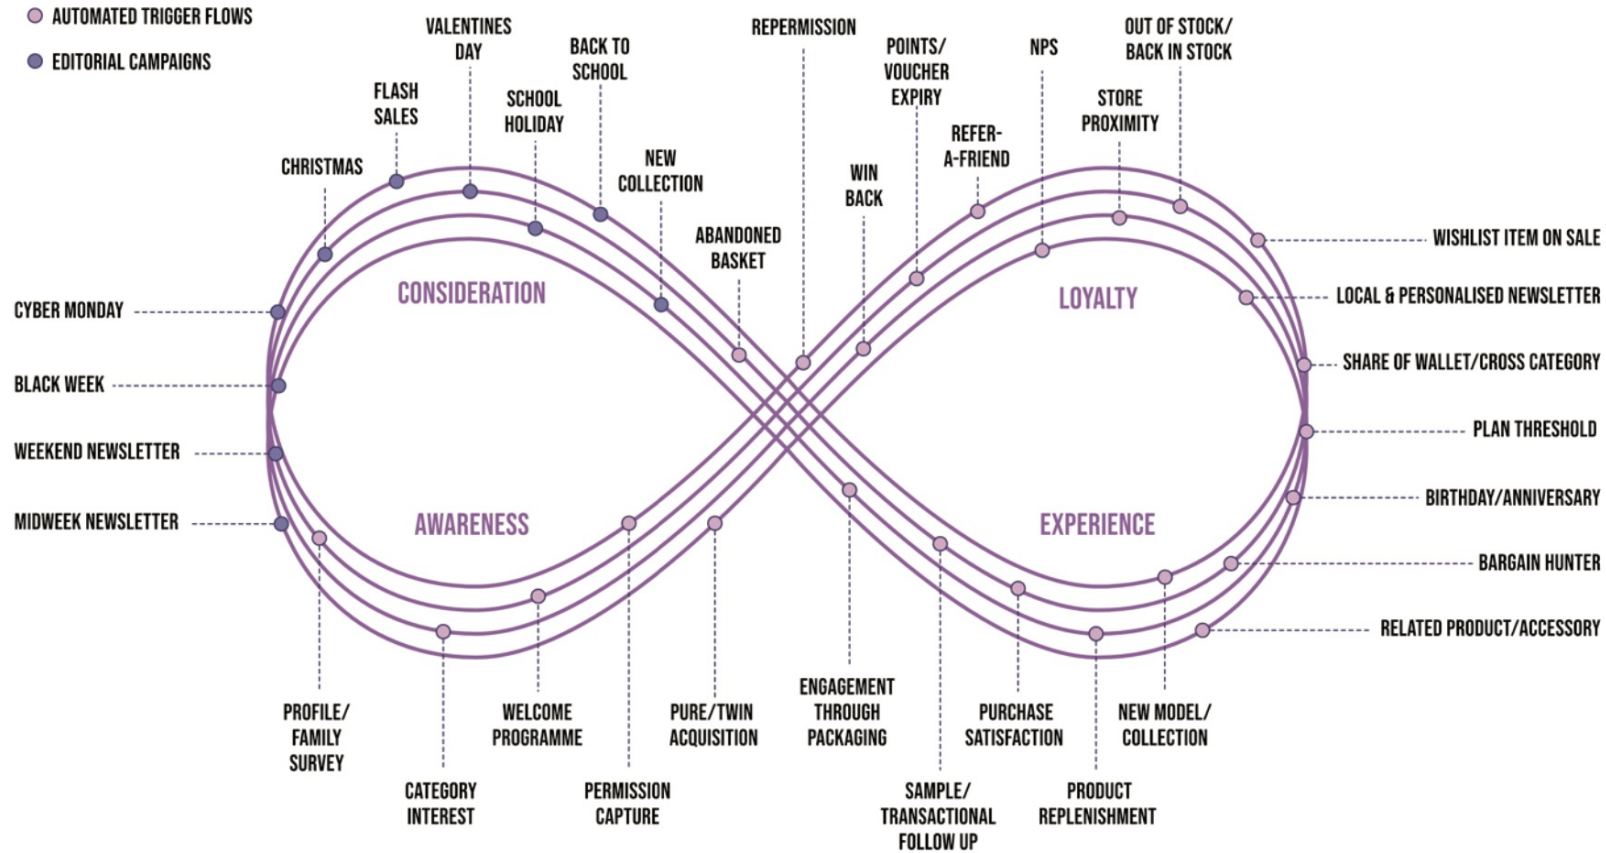 AUTOMATED TRIGGER FLOWS
EDITORIAL CAMPAIGNS
VALENTINES
DAY
FLASH
SALES
SCHOOL
HOLIDAY
BACK TO
SCHOOL
CHRISTMAS
NEW
COLLECTION
ABANDONED
BASKET
REPERMISSION
WIN
BACK
POINTS/
VOUCHER
EXPIRY
REFER-
A-FRIEND
NPS
STORE
PROXIMITY
OUT OF STOCK/
BACK IN STOCK
CYBER MONDAY
BLACK WEEK
WEEKEND NEWSLETTER
MIDWEEK NEWSLETTER
CONSIDERATION
AWARENESS
LOYALTY
EXPERIENCE
WISHLIST ITEM ON SALE
LOCAL & PERSONALISED NEWSLETTER
SHARE OF WALLET/CROSS CATEGORY
PLAN THRESHOLD
BIRTHDAY/ANNIVERSARY
BARGAIN HUNTER
RELATED PRODUCT/ACCESSORY
PROFILE/
FAMILY
SURVEY
CATEGORY
INTEREST
WELCOME
PROGRAMME
PERMISSION
CAPTURE
PURE/TWIN
ACQUISITION
ENGAGEMENT
THROUGH
PACKAGING
SAMPLE/
TRANSACTIONAL
FOLLOW UP
PURCHASE
SATISFACTION
PRODUCT
REPLENISHMENT
NEW MODEL/
COLLECTION